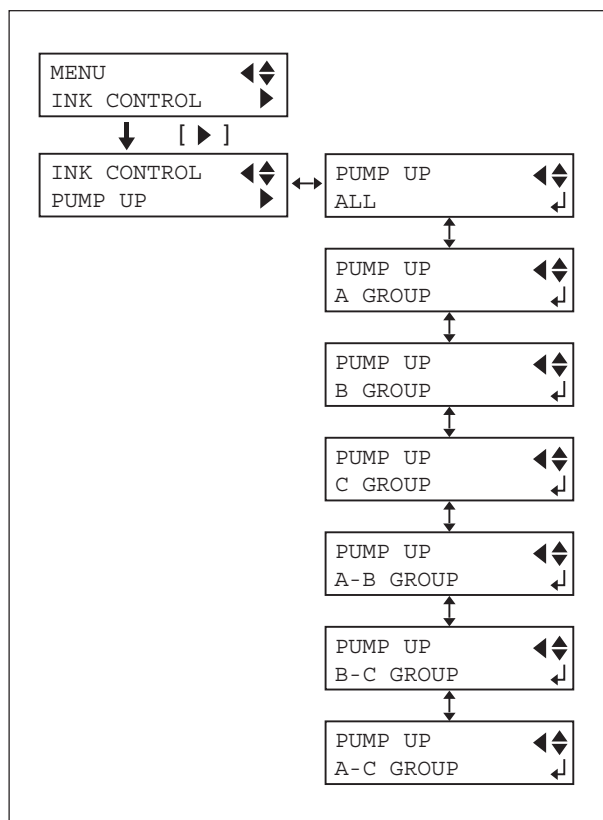 MENU
INK CONTROL
[ ▶ ]
INK CONTROL
PUMP UP
PUMP UP
ALL
PUMP UP
A GROUP
PUMP UP
B GROUP
PUMP UP
C GROUP
PUMP UP
A-B GROUP
PUMP UP
B-C GROUP
PUMP UP
A-C GROUP